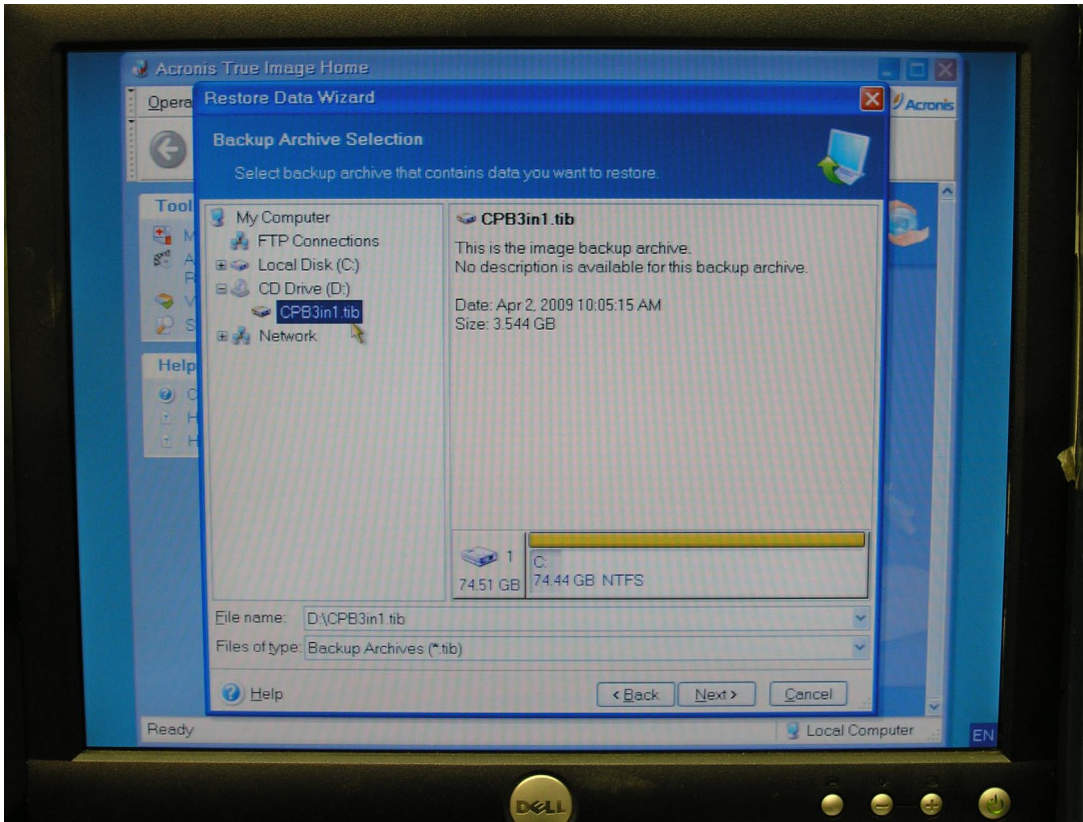 Acronis True Image Home
Opera
Acronis
Restore Data Wizard
Backup Archive Selection
Select backup archive that contains data you want to restore.
Tool
M
A
R
V
S
Help
C
H
H
My Computer
FTP Connections
Local Disk (C:)
CD Drive (D:)
CPB3in1.tib
Network
CPB3in1.tib
This is the image backup archive.
No description is available for this backup archive.
Date: Apr 2, 2009 10:05:15 AM
Size: 3.544 GB
1
74.51 GB
C:
74.44 GB NTFS
File name: D:\CPB3in1.tib
Files of type: Backup Archives (*.tib)
Help
< Back
Next >
Cancel
Ready
Local Computer
EN
DELL